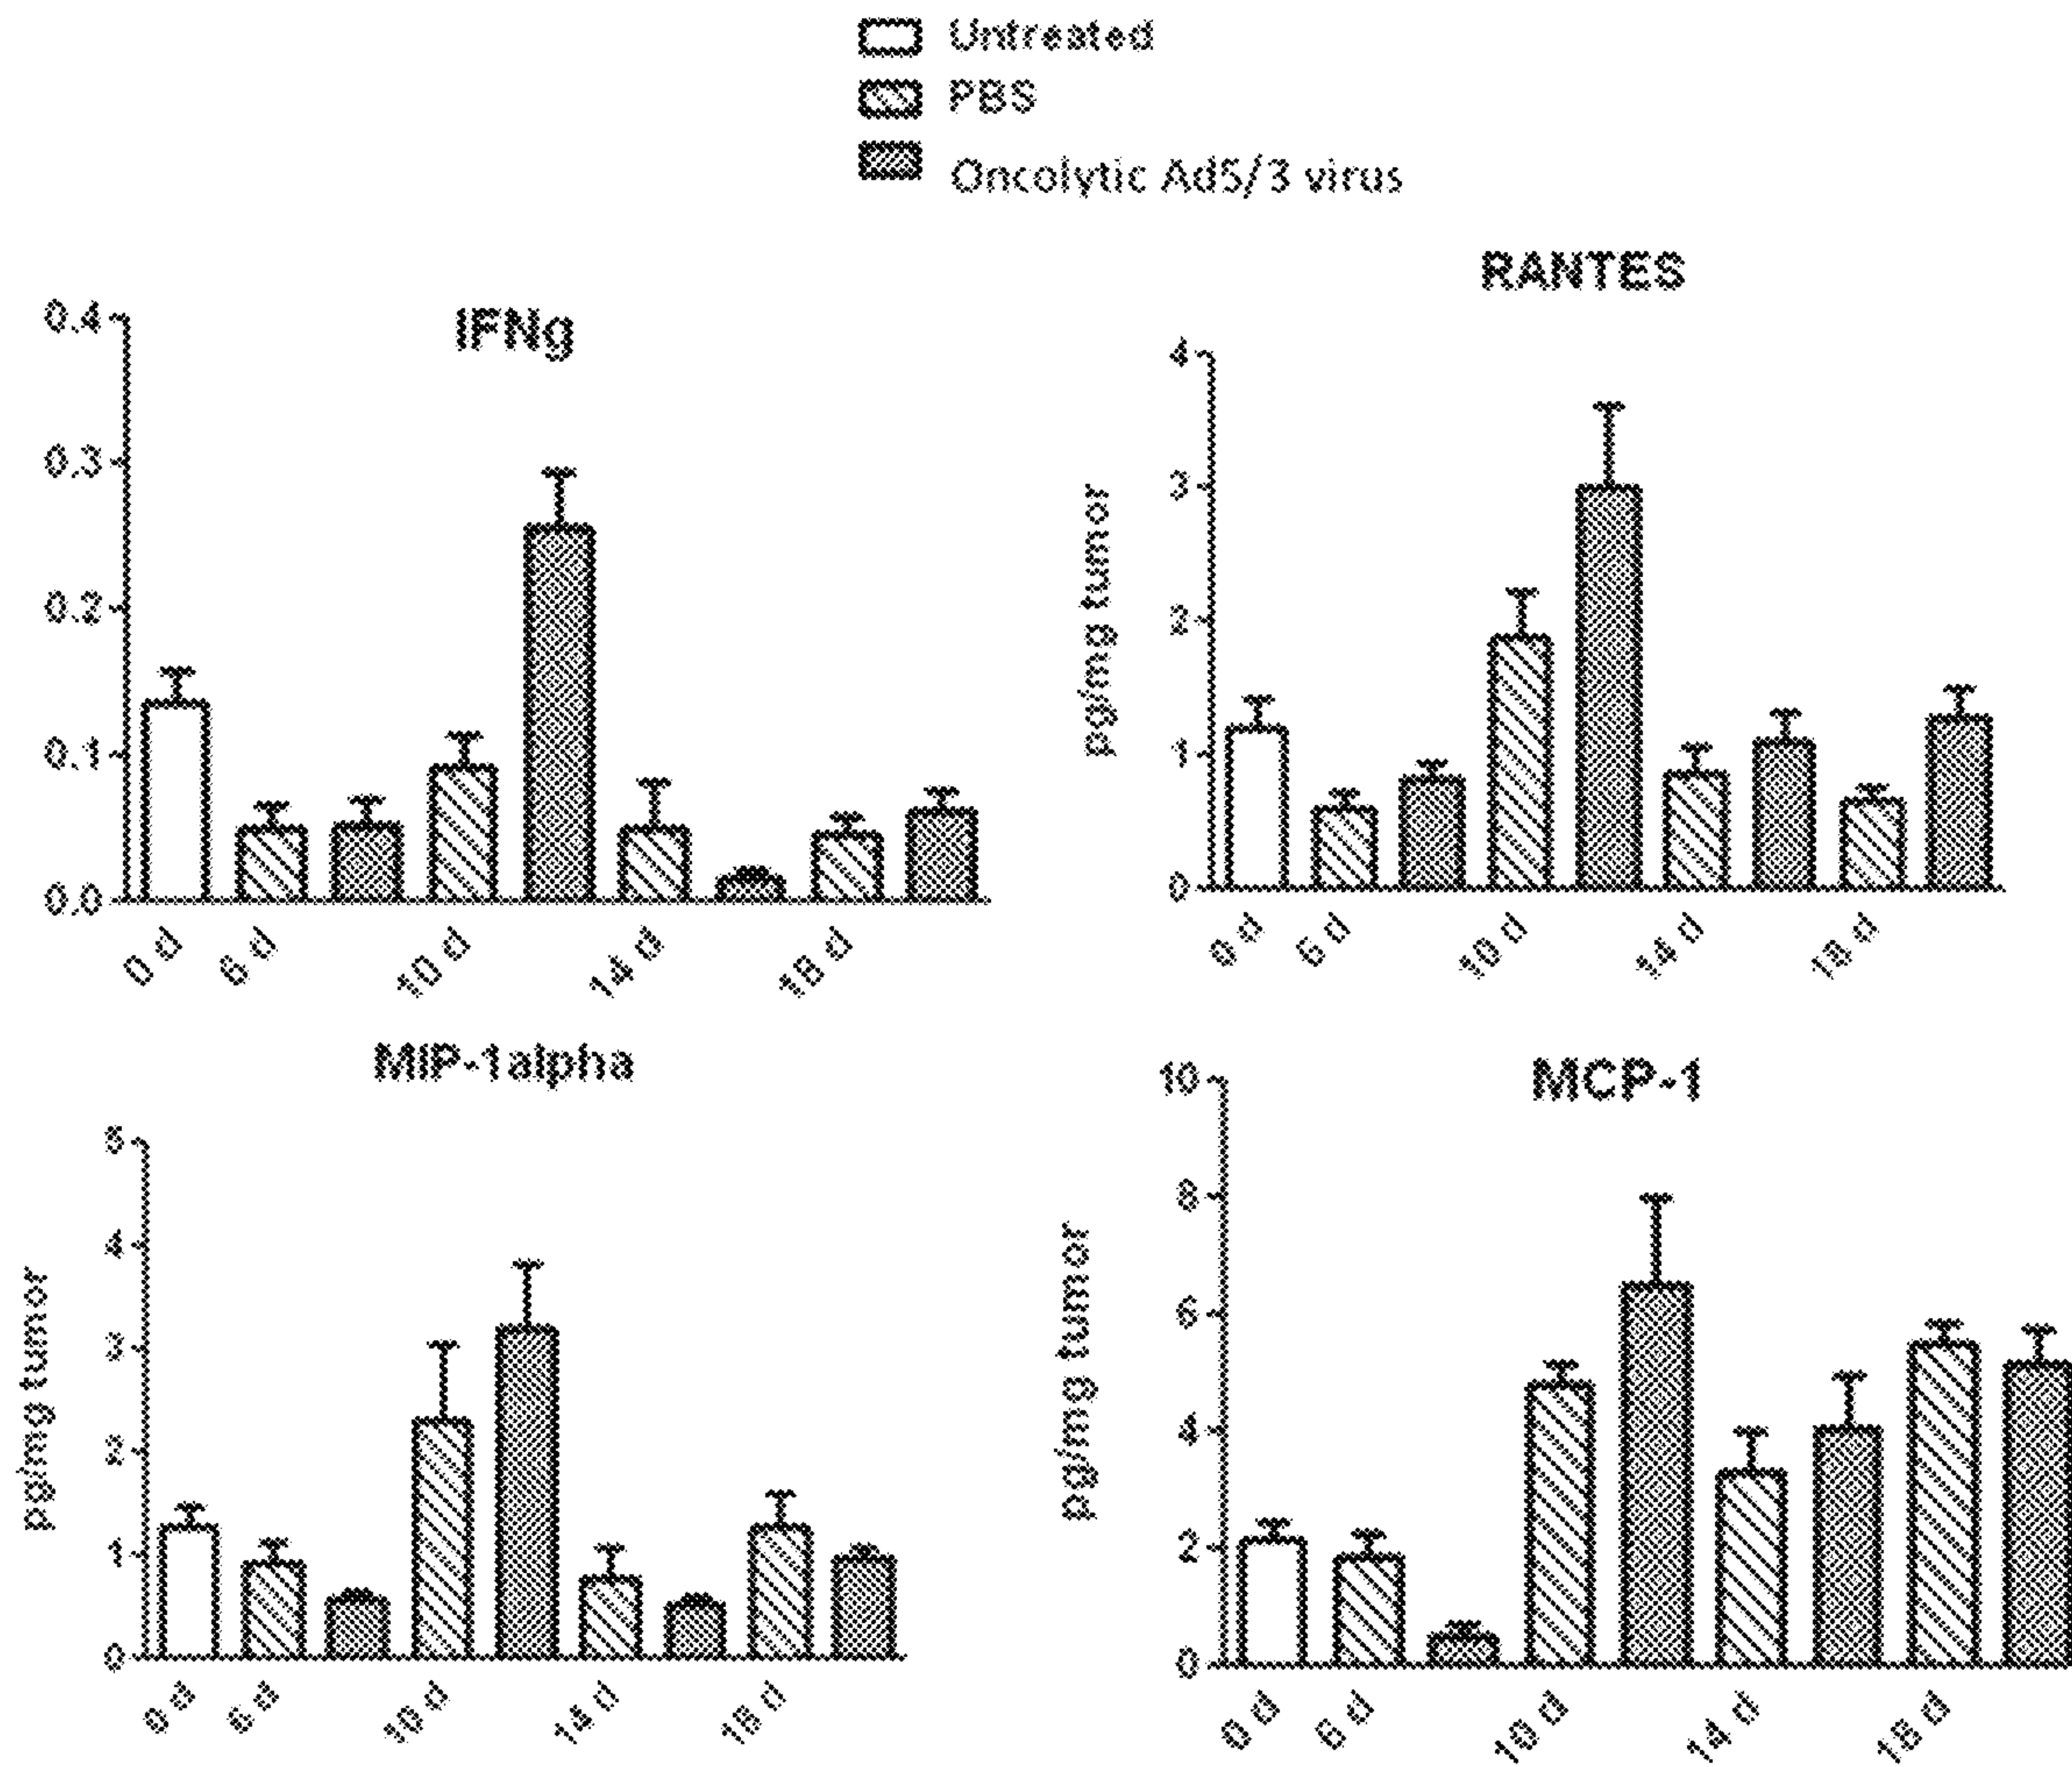 Untreated
PBS
Oncolytic Ad5/3 virus
IFNg
0.4
0.3
0.2
0.1
0.0
0 d
6 d
10 d
14 d
18 d
RANTES
pg/mg tumor
4
3
2
1
0
0 d
6 d
10 d
14 d
18 d
MIP-1alpha
pg/mg tumor
5
4
3
2
1
0
0 d
6 d
10 d
14 d
18 d
MCP-1
pg/mg tumor
10
8
6
4
2
0
0 d
6 d
10 d
14 d
18 d